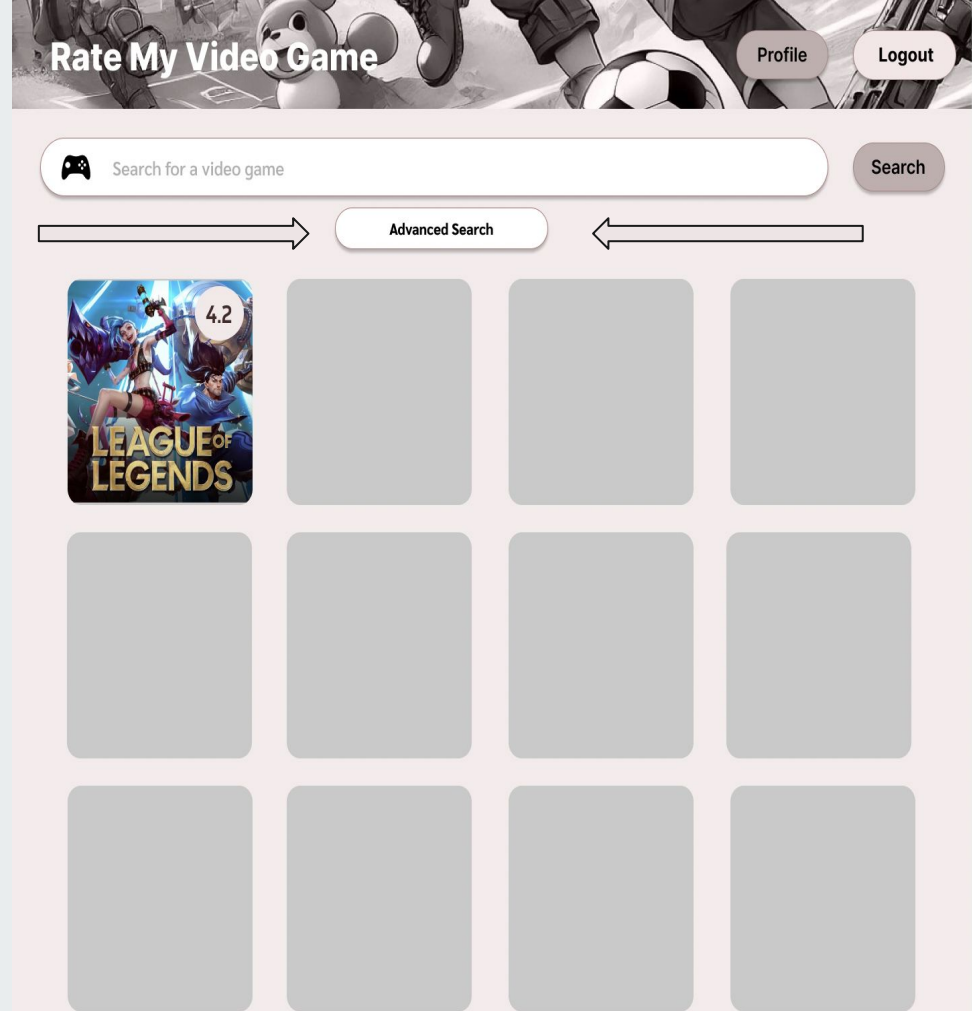 Rate My Video Game
Profile
Logout
Search for a video game
Search
Advanced Search
4.2
LEAGUE OF
LEGENDS